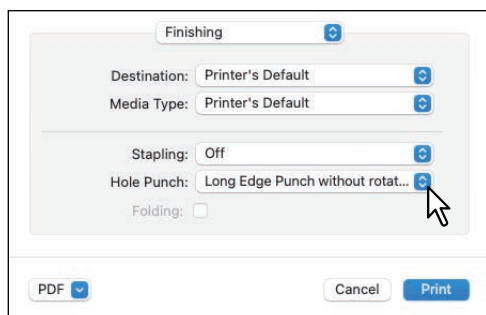 Finishing
Destination: Printer's Default
Media Type: Printer's Default
Stapling: Off
Hole Punch: Long Edge Punch without rotat...
Folding:
PDF Cancel Print